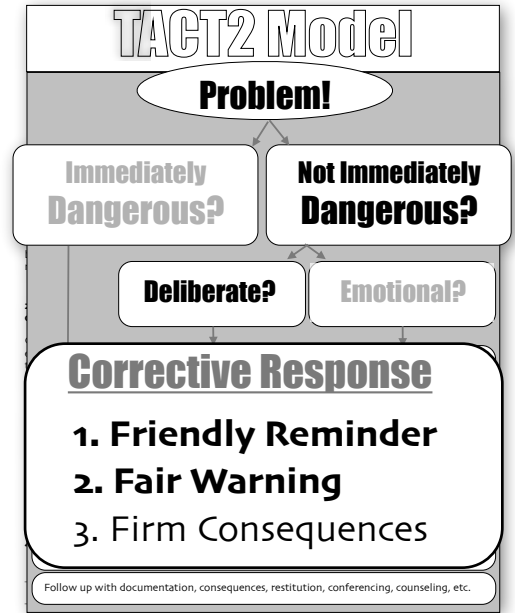 TACT2 Model
Problem!
Immediately
Dangerous?
Not Immediately
Dangerous?
Deliberate?
Emotional?
Corrective Response
1. Friendly Reminder
2. Fair Warning
3. Firm Consequences
Follow up with documentation, consequences, restitution, conferencing, counseling, etc.